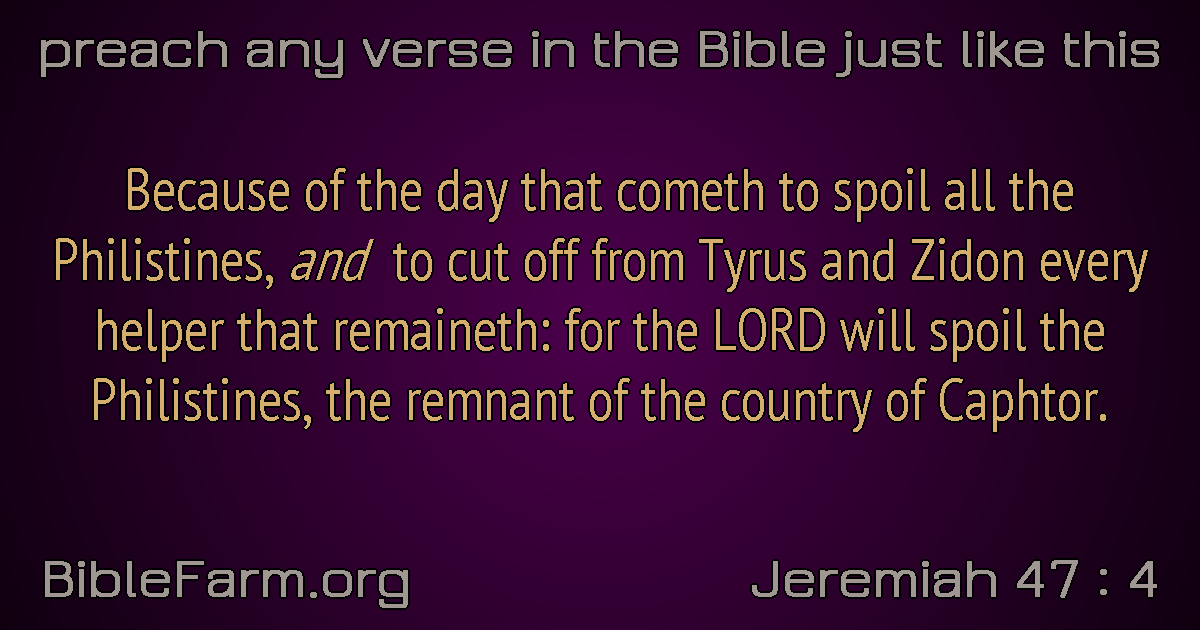 preach any verse in the Bible just like this
Because of the day that cometh to spoil all the
Philistines, and to cut off from Tyrus and Zidon every
helper that remaineth: for the LORD will spoil the
Philistines, the remnant of the country of Caphtor.
BibleFarm.org
Jeremiah 47 : 4